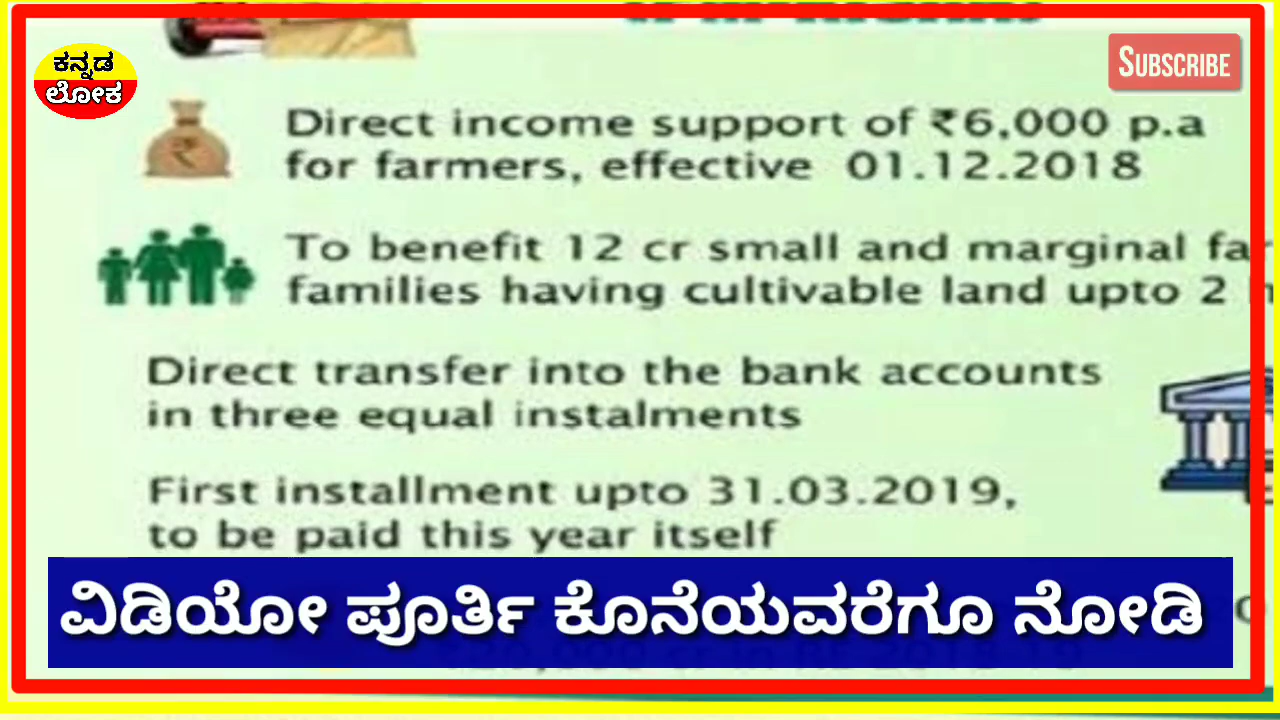 ಕನ್ನಡ
ಲೋಕ
SUBSCRIBE
Direct income support of ₹6,000 p.a
for farmers, effective 01.12.2018
To benefit 12 cr small and marginal
families having cultivable land upto 2
Direct transfer into the bank accounts
in three equal instalments
First installment upto 31.03.2019,
to be paid this year itself
ವಿಡಿಯೋ ಪೂರ್ತಿ ಕೊನೆಯವರೆಗೂ ನೋಡಿ